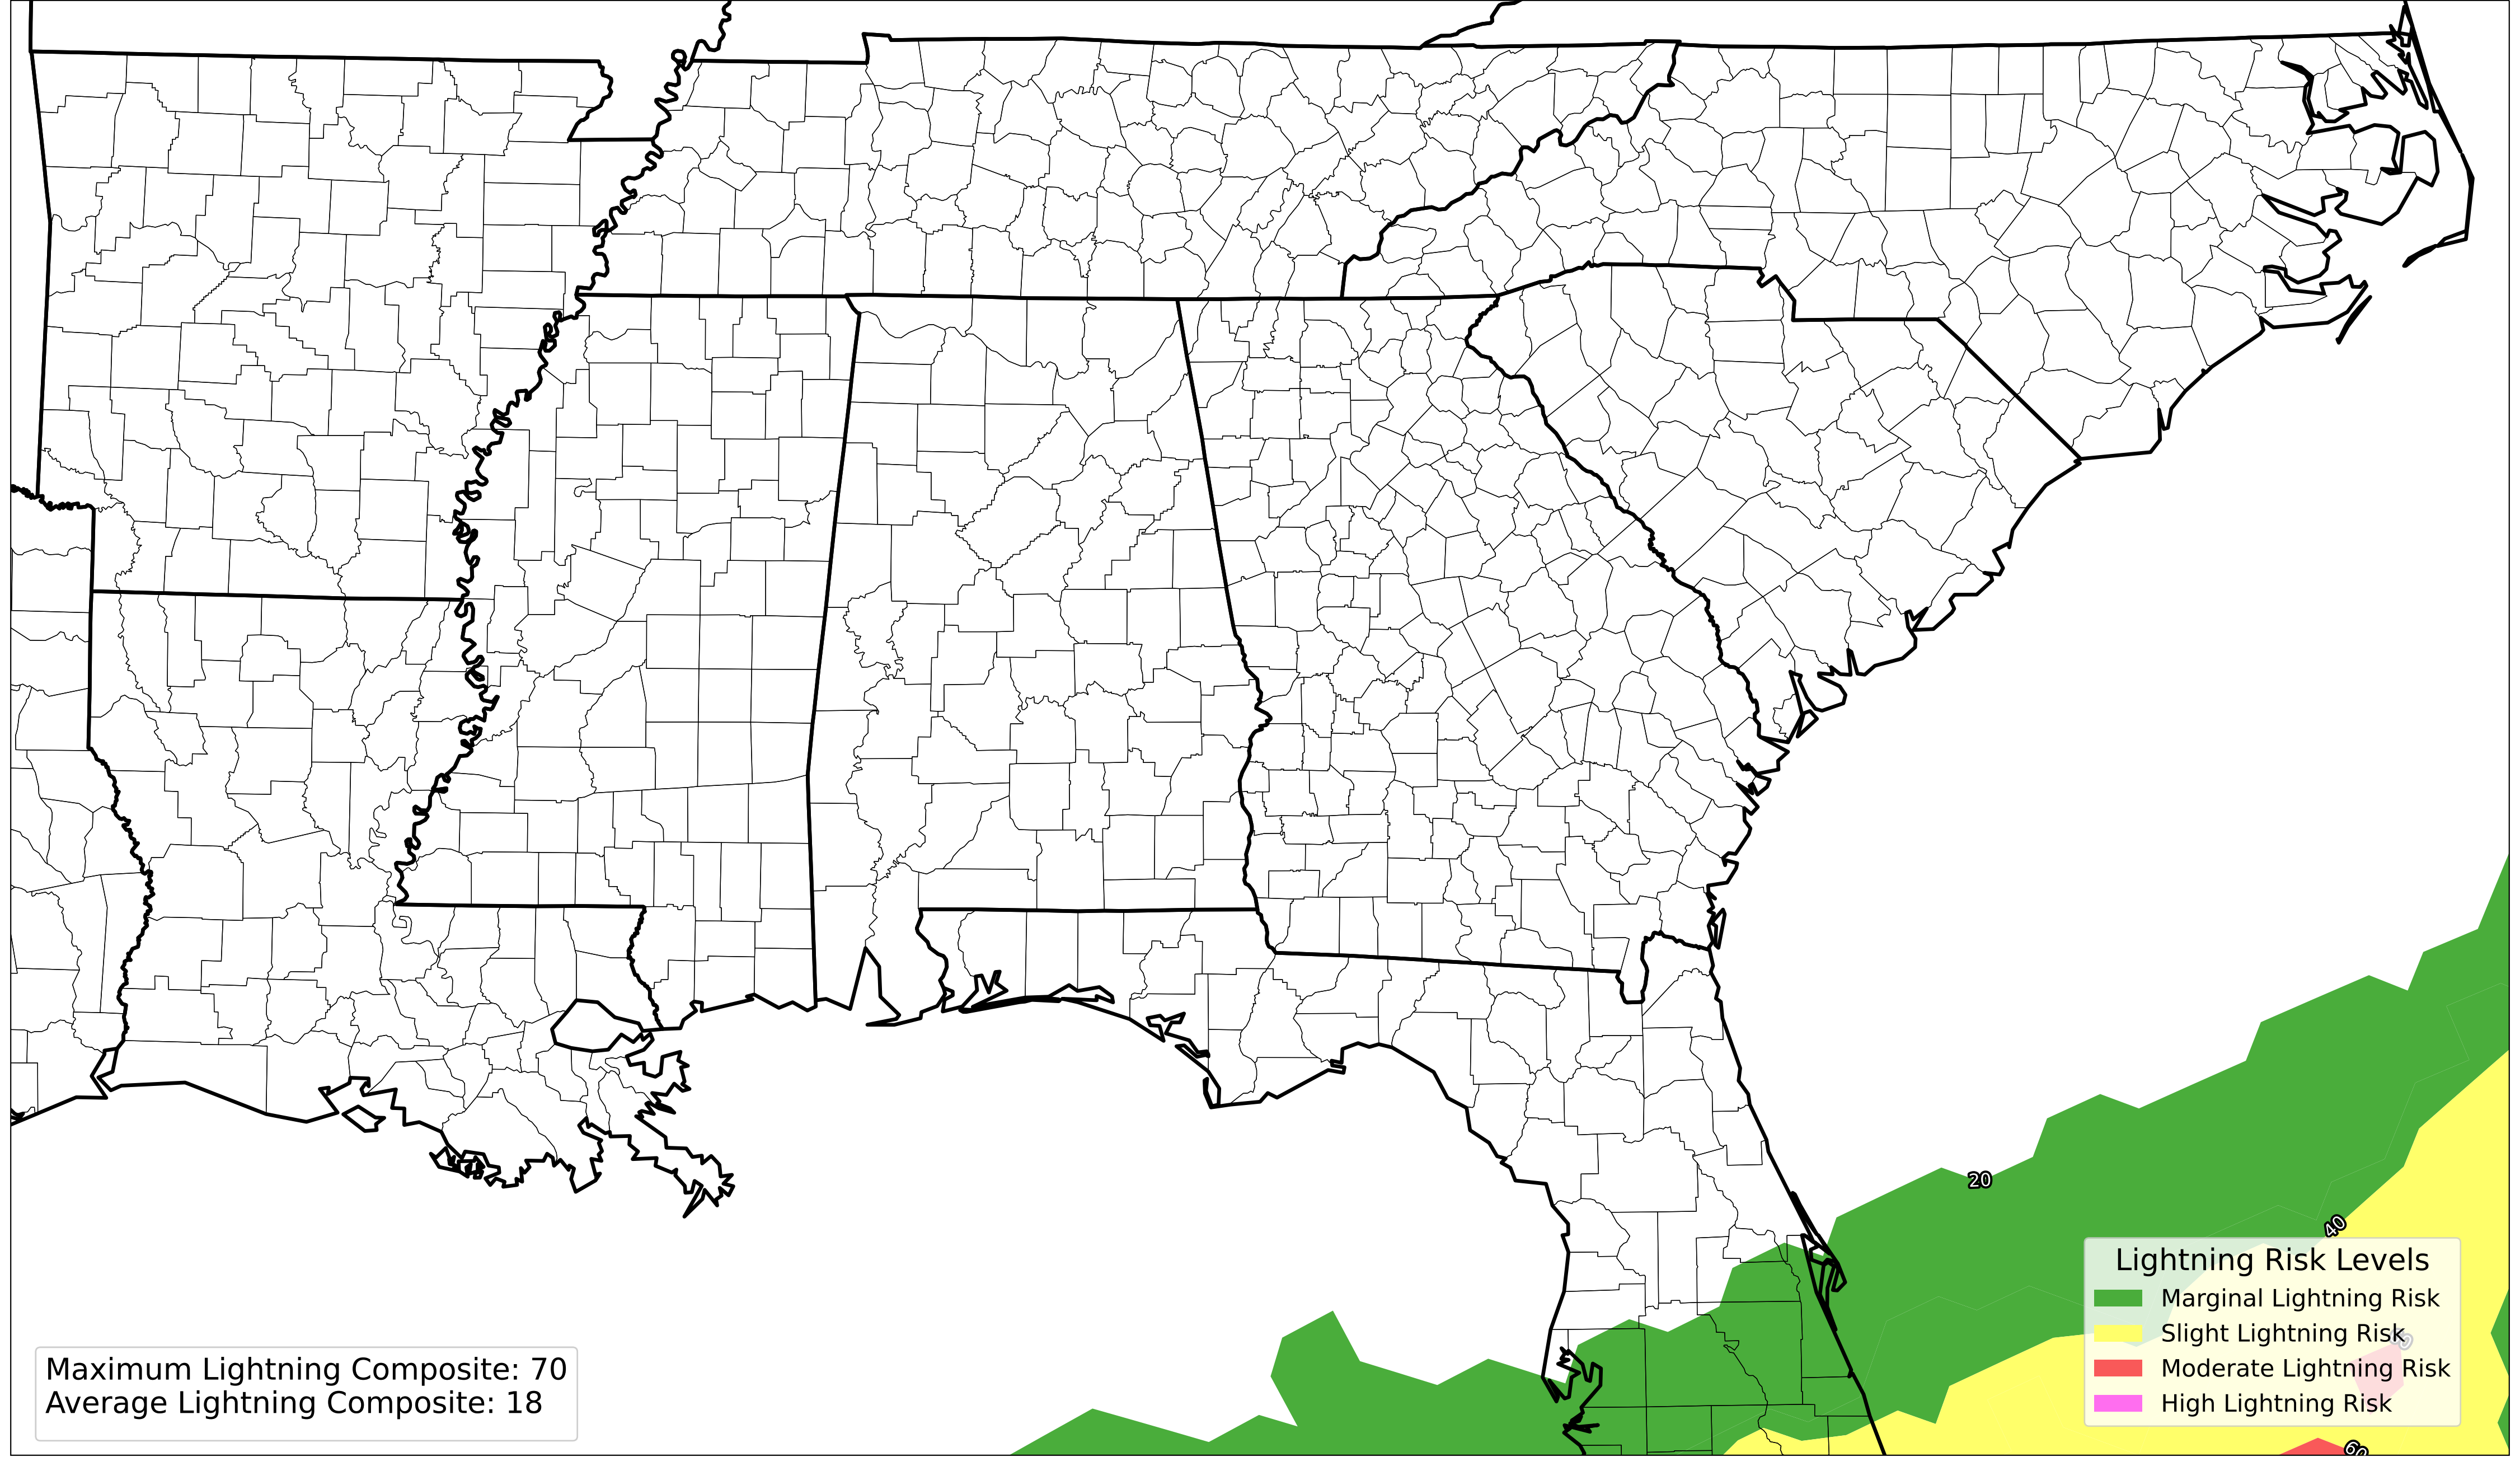 20
40
Lightning Risk Levels
Marginal Lightning Risk
Slight Lightning Risk
Moderate Lightning Risk
High Lightning Risk
Maximum Lightning Composite: 70
Average Lightning Composite: 18
60